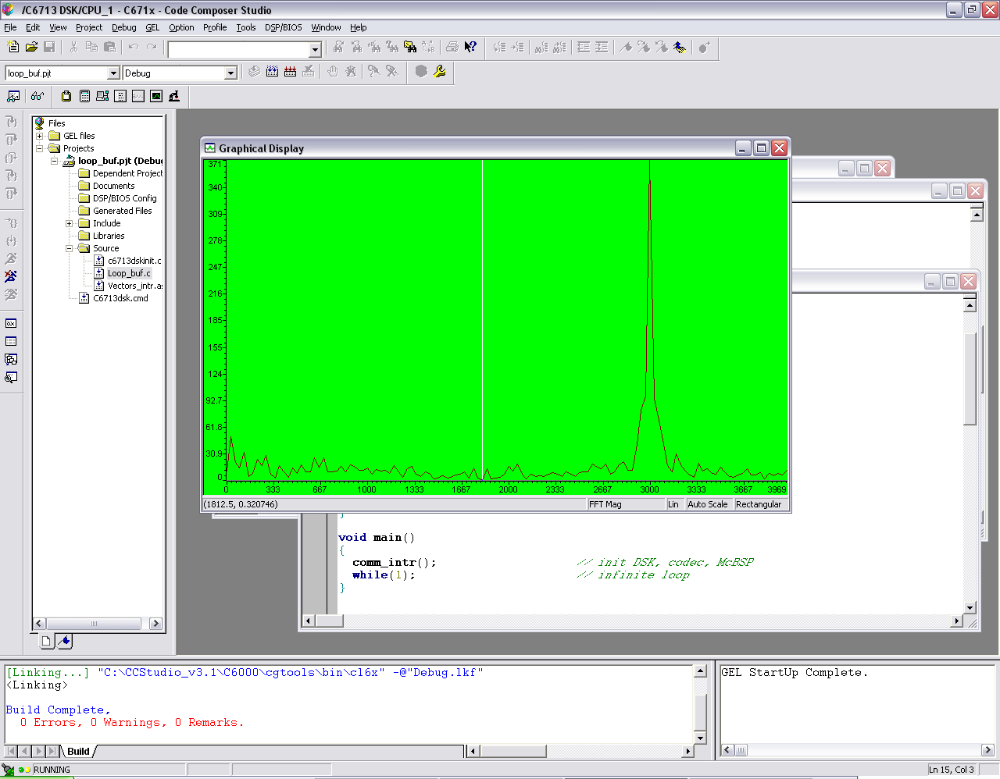 /C6713 DSK/CPU_1 - C671x - Code Composer Studio
File Edit View Project Debug GEL Option Profile Tools DSP/BIOS Window Help
loop_buf.pjt Debug
Files
GEL files
Projects
loop_buf.pjt (Debug
Dependent Project
Documents
DSP/BIOS Config
Generated Files
Include
Libraries
Source
c6713dskinit.c
Loop_buf.c
Vectors_intr.as
C6713dsk.cmd
Graphical Display
371
340
309
278
247
216
185
155
124
92.7
61.8
30.9
0
0 333 667 1000 1333 1667 2000 2333 2667 3000 3333 3667 3969
(1812.5, 0.320746) FFT Mag Lin Auto Scale Rectangular
}
void main()
{
comm_intr(); // init DSK, codec, McBSP
while(1); // infinite loop
}
[Linking...] "C:\CCStudio_v3.1\C6000\cgtools\bin\cl6x" -@"Debug.lkf"
<Linking>
Build Complete,
0 Errors, 0 Warnings, 0 Remarks.
Build
GEL StartUp Complete.
RUNNING
Ln 15, Col 3